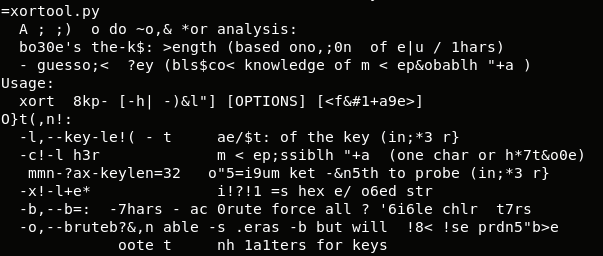 =xortool.py
A ; ;)  o do ~o,& *or analysis:
bo30e's the-k$: >ength (based ono,;0n  of e|u / 1hars)
- guesso;<  ?ey (bls$co< knowledge of m < ep&obablh "+a )
Usage:
xort  8kp- [-h| -)&l"] [OPTIONS] [<f&#1+a9e>]
O}t(,n!:
-l,--key-le!( - t     ae/$t: of the key (in;*3 r}
-c!-l h3r             m < ep;ssiblh "+a  (one char or h*7t&o0e)
mmn-?ax-keylen=32   o"5=i9um ket -&n5th to probe (in;*3 r}
-x!-l+e*              i!?!1 =s hex e/ o6ed str
-b,--b=:  -7hars - ac 0rute force all ? '6i6le chlr  t7rs
-o,--bruteb?&,n able -s .eras -b but will  !8< !se prdn5"b>e
oote t     nh 1a1ters for keys